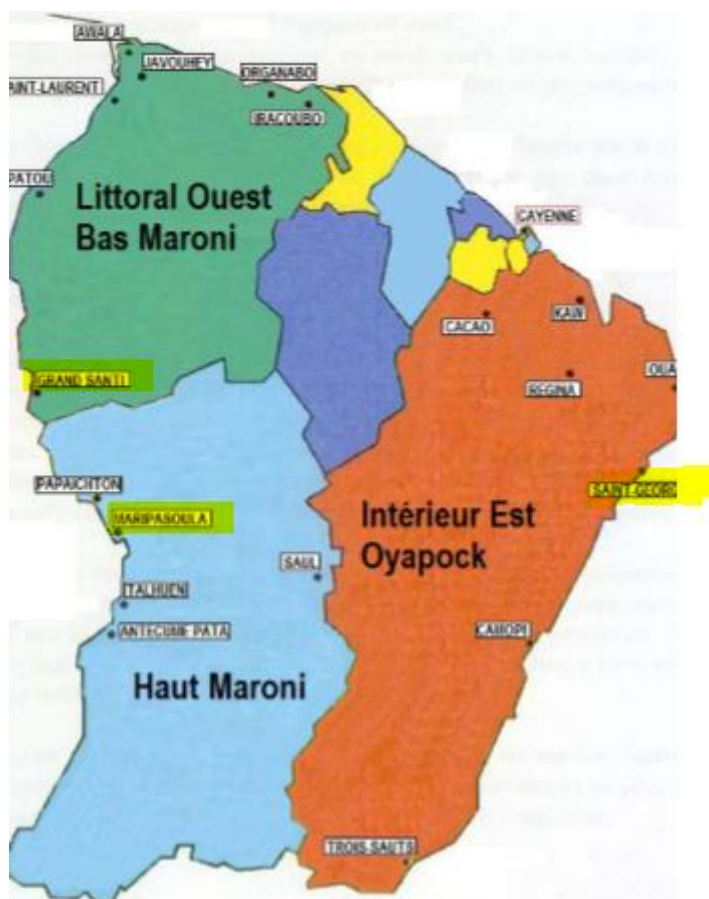 AWALA
JAVOUHEY
ORGANABO
AINT-LAURENT
IRACOUBO
PATOU
Littoral Ouest
Bas Maroni
CAYENNE
CACAO
KAW
GRAND SANTI
REGINA
OUA
PAPAICHTON
SAINT-GEORG
MARIPASOULA
Intérieur Est
Oyapock
SAUL
TALHUEN
ANTECUME PATA
CAMOPI
Haut Maroni
TROIS-SAUTS